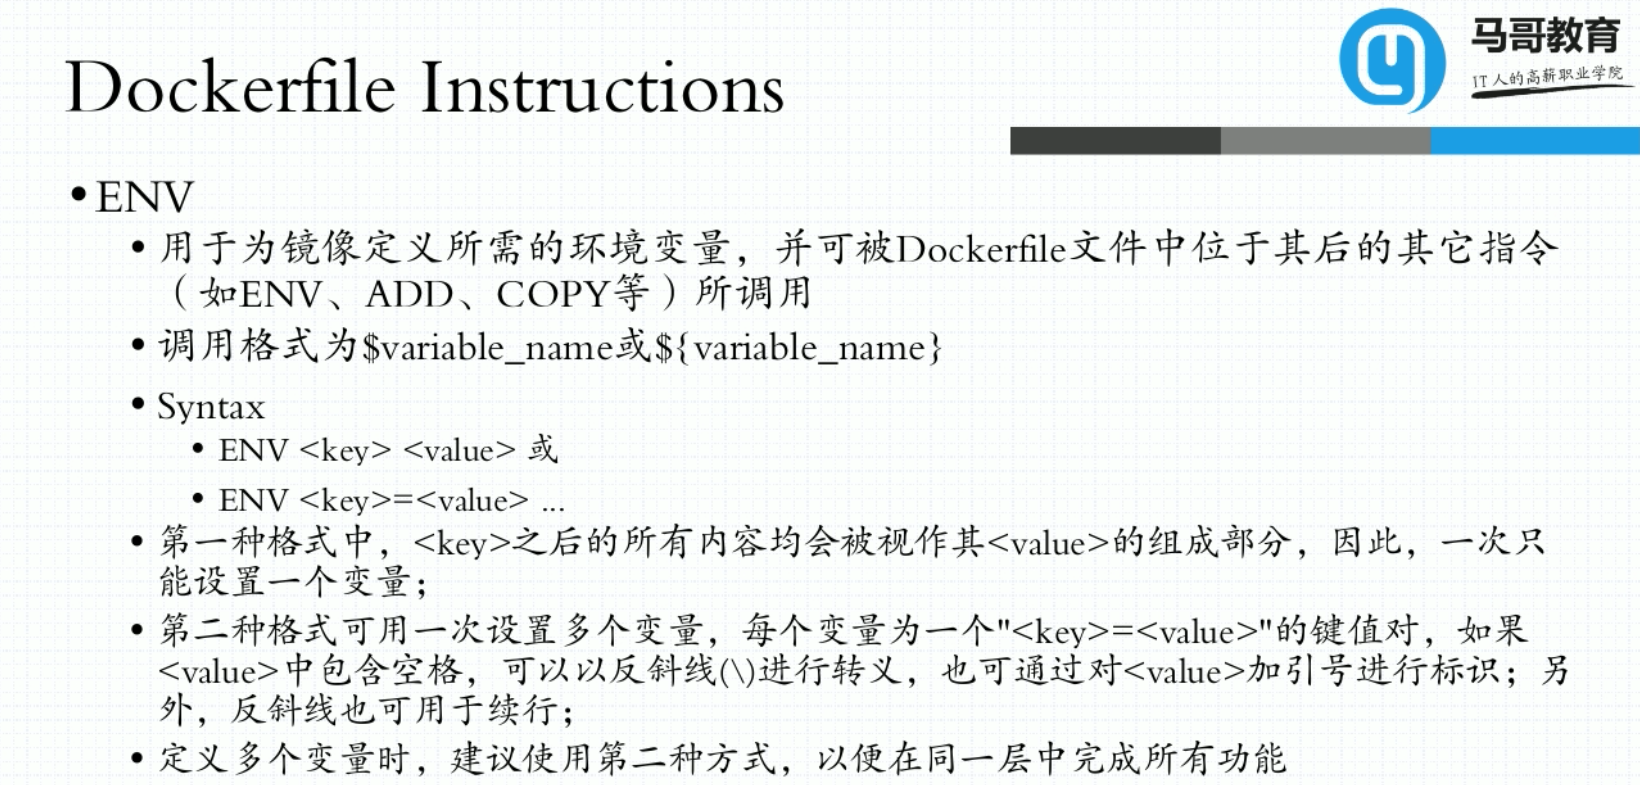 马哥教育
IT人的高薪职业学院
Dockerfile Instructions
•ENV
• 用于为镜像定义所需的环境变量，并可被Dockerfile文件中位于其后的其它指令
（如ENV、ADD、COPY等）所调用
• 调用格式为$variable_name或${variable_name}
• Syntax
• ENV <key> <value> 或
• ENV <key>=<value> ...
• 第一种格式中，<key>之后的所有内容均会被视作其<value>的组成部分，因此，一次只
能设置一个变量；
• 第二种格式可用一次设置多个变量，每个变量为一个"<key>=<value>"的键值对，如果
<value>中包含空格，可以以反斜线(\)进行转义，也可通过对<value>加引号进行标识；另
外，反斜线也可用于续行；
• 定义多个变量时，建议使用第二种方式，以便在同一层中完成所有功能